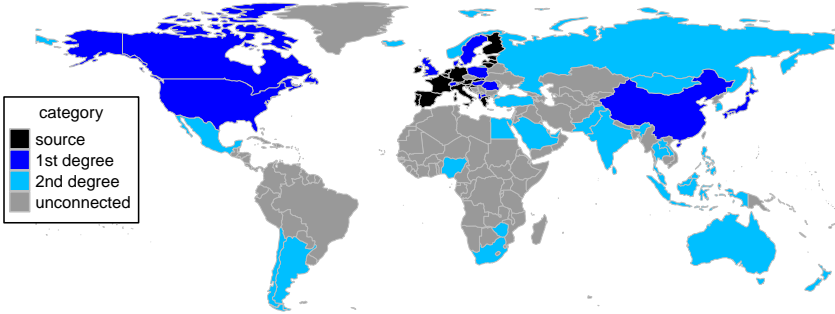 category
source
1st degree
2nd degree
unconnected